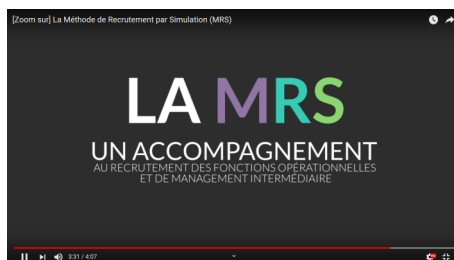 [Zoom sur] La Méthode de Recrutement par Simulation (MRS)
LA MRS
UN ACCOMPAGNEMENT
AU RECRUTEMENT DES FONCTIONS OPÉRATIONNELLES
ET DE MANAGEMENT INTERMÉDIAIRE
3:31 / 4:07